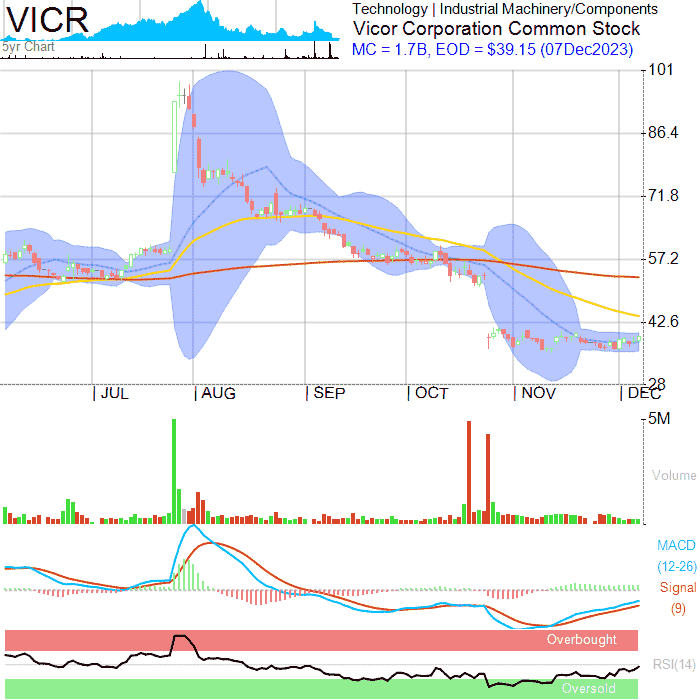 VICR
5yr Chart
Technology | Industrial Machinery/Components
Vicor Corporation Common Stock
MC = 1.7B, EOD = $39.15 (07Dec2023)
101
86.4
71.8
57.2
42.6
28
JUL
AUG
SEP
OCT
NOV
DEC
5M
Volume
MACD
(12-26)
Signal
(9)
Overbought
RSI(14)
Oversold